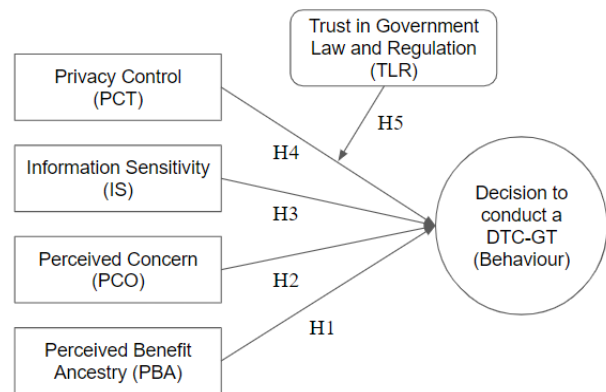 Trust in Government
Law and Regulation
(TLR)
Privacy Control
(PCT)
H5
H4
Information Sensitivity
(IS)
H3
Decision to
conduct a
DTC-GT
(Behaviour)
Perceived Concern
(PCO)
H2
H1
Perceived Benefit
Ancestry (PBA)